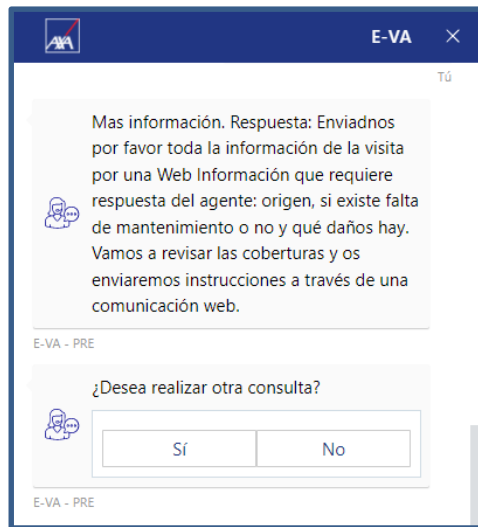 AXA
E-VA
Tú
Mas información. Respuesta: Enviadnos
por favor toda la información de la visita
por una Web Información que requiere
respuesta del agente: origen, si existe falta
de mantenimiento o no y qué daños hay.
Vamos a revisar las coberturas y os
enviaremos instrucciones a través de una
comunicación web.
E-VA - PRE
¿Desea realizar otra consulta?
Sí
No
E-VA - PRE